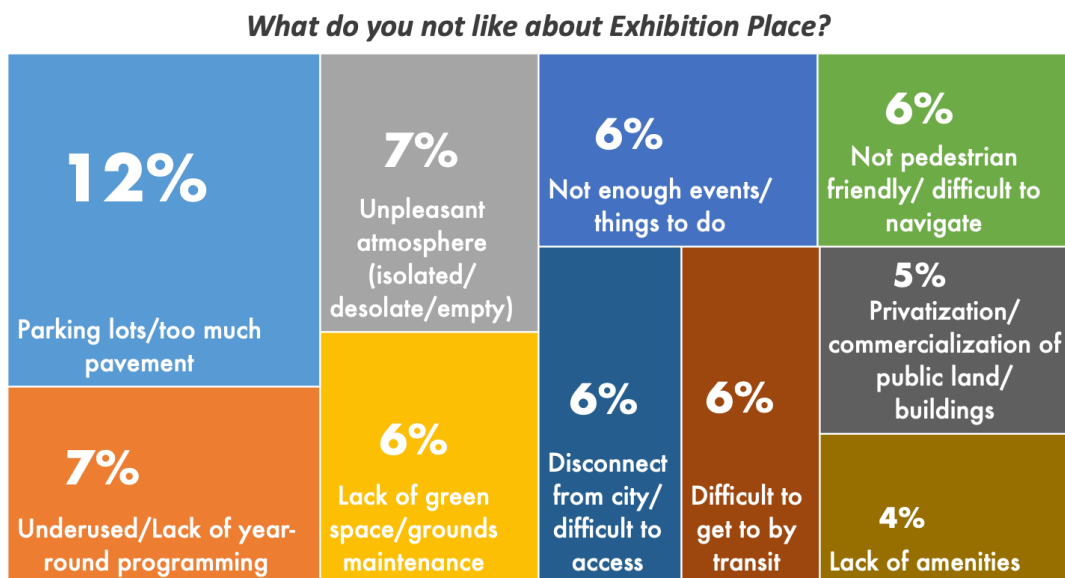 What do you not like about Exhibition Place?
12%
Parking lots/too much
pavement
7%
Underused/Lack of year-
round programming
7%
Unpleasant
atmosphere
(isolated/
desolate/empty)
6%
Lack of green
space/grounds
maintenance
6%
Not enough events/
things to do
6%
Not pedestrian
friendly/ difficult to
navigate
6%
Disconnect
from city/
difficult to
access
6%
Difficult to
get to by
transit
5%
Privatization/
commercialization of
public land/
buildings
4%
Lack of amenities